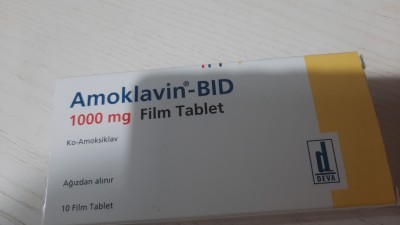 Amoklavin®-BID
1000 mg Film Tablet
Ko-Amoksiklav
Ağızdan alınır
10 Film Tablet
d
DEVA